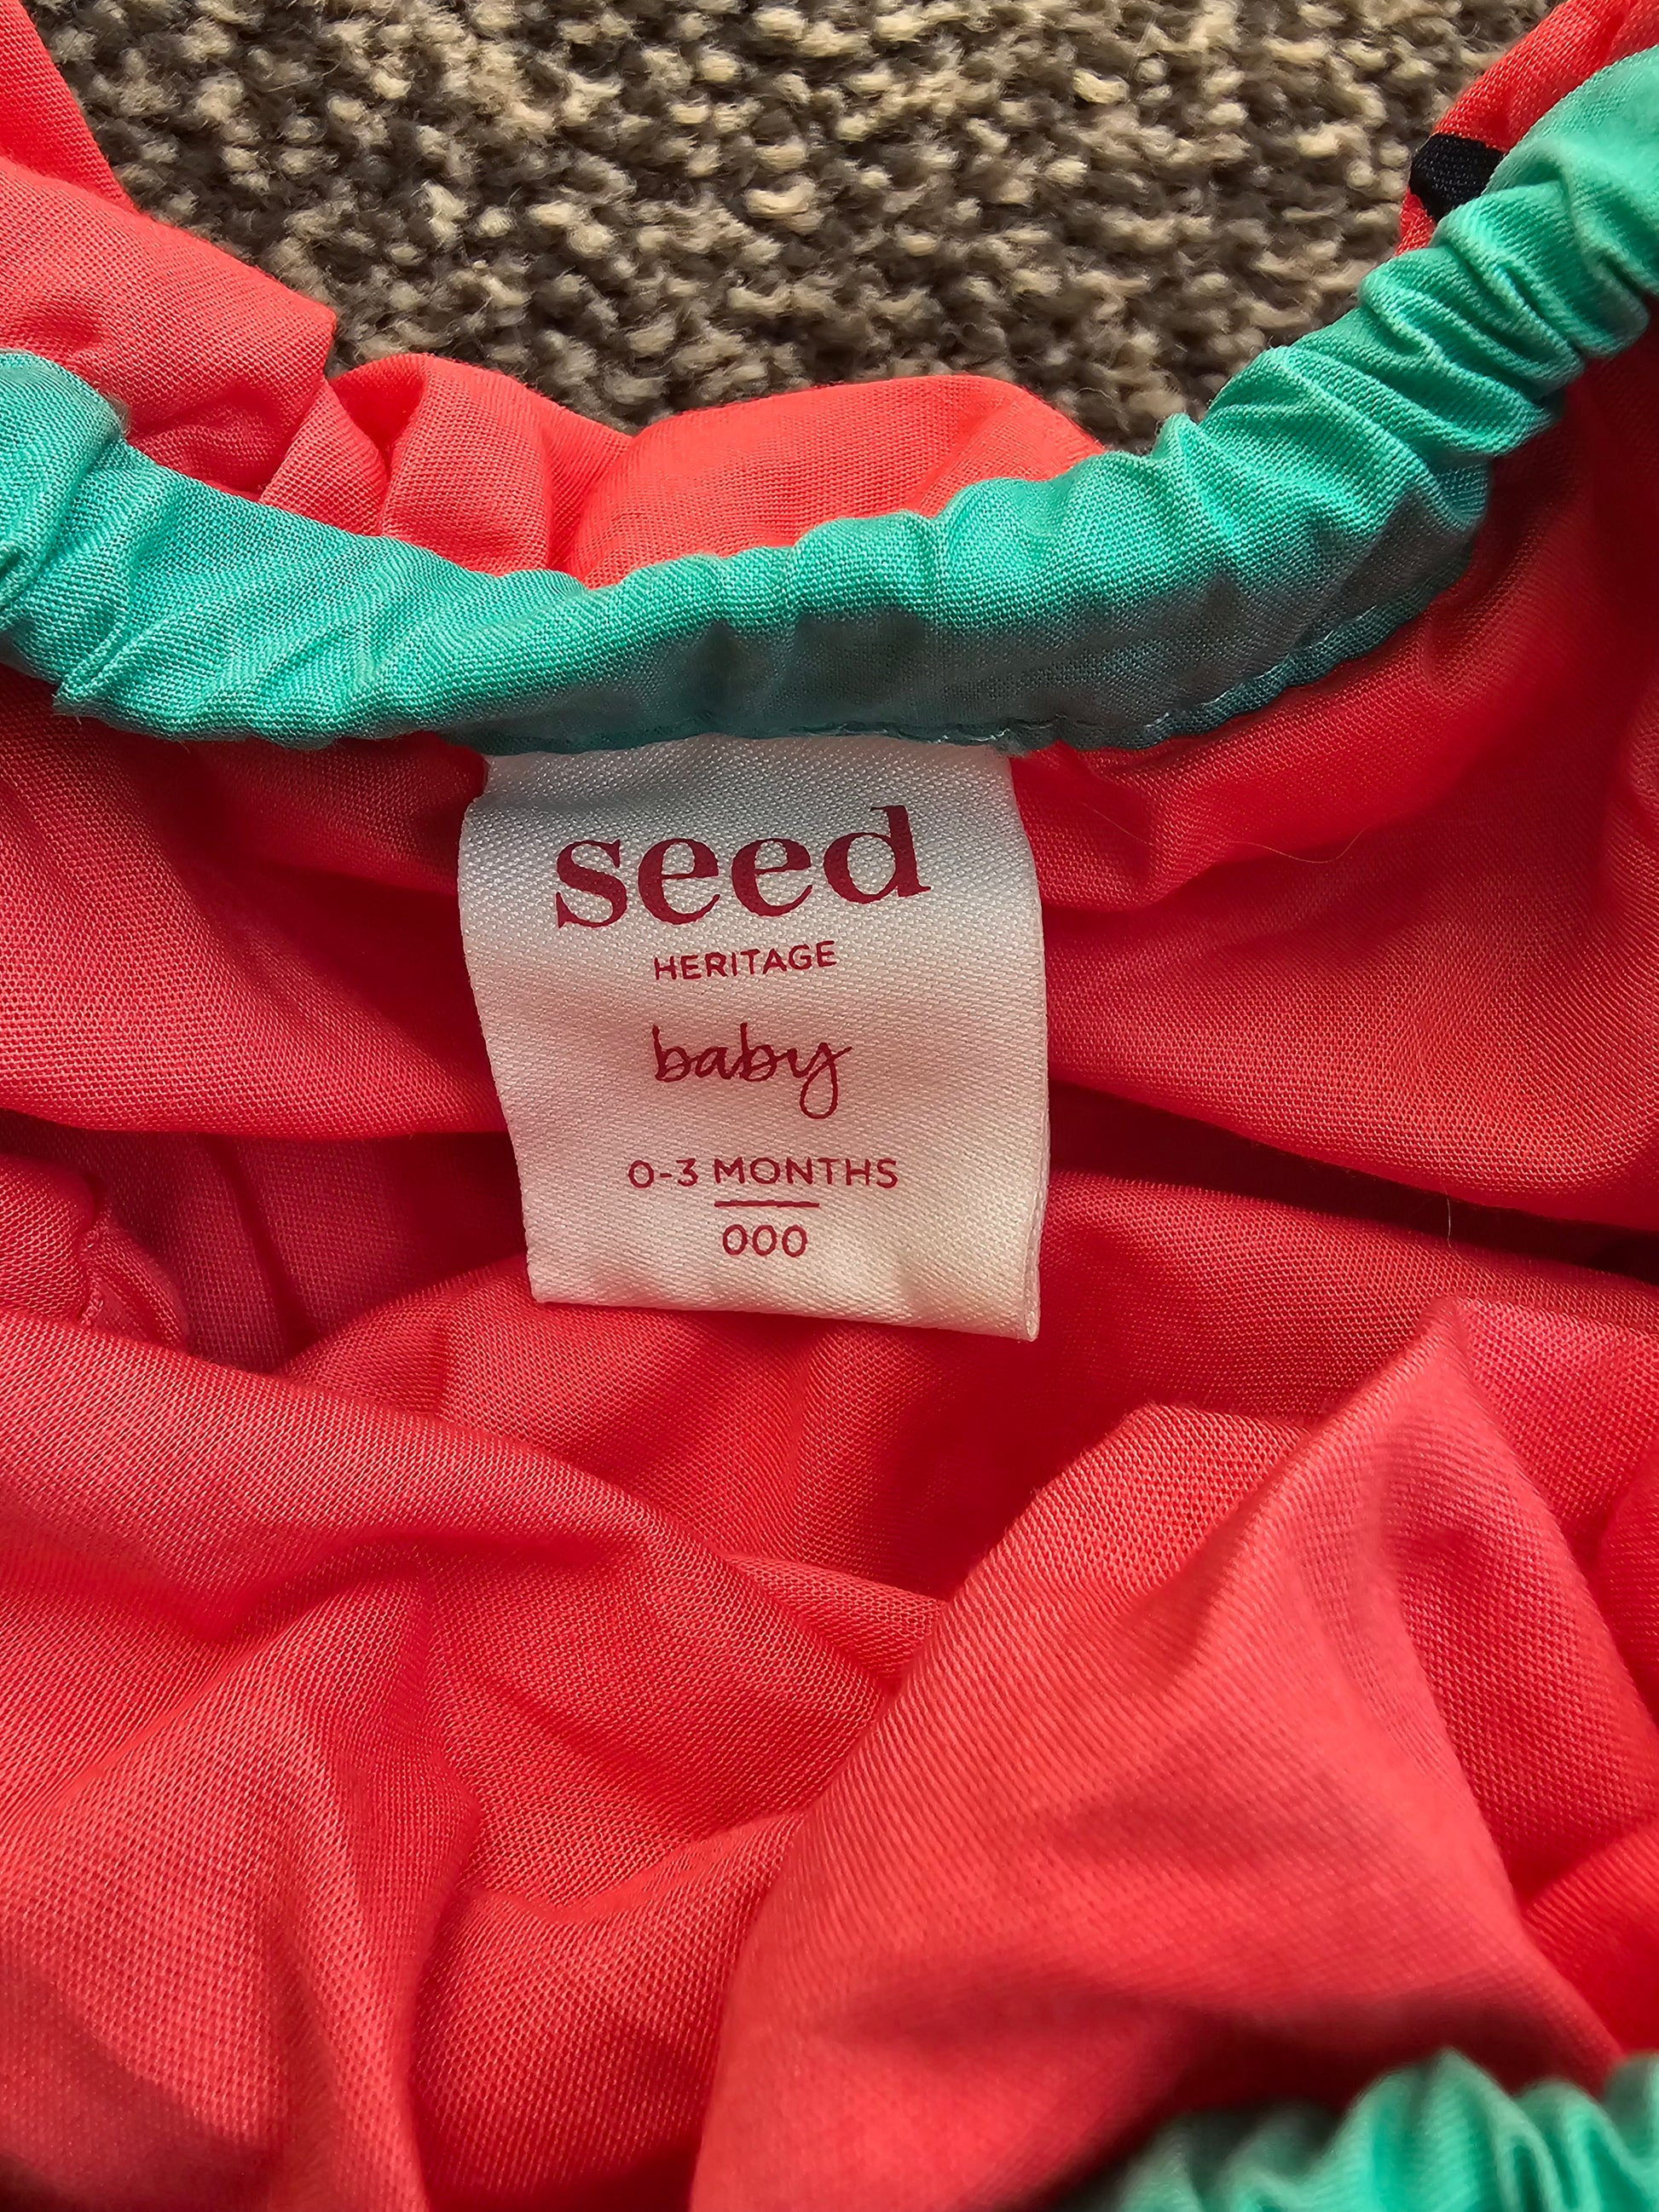 seed
HERITAGE
baby
0-3 MONTHS
000